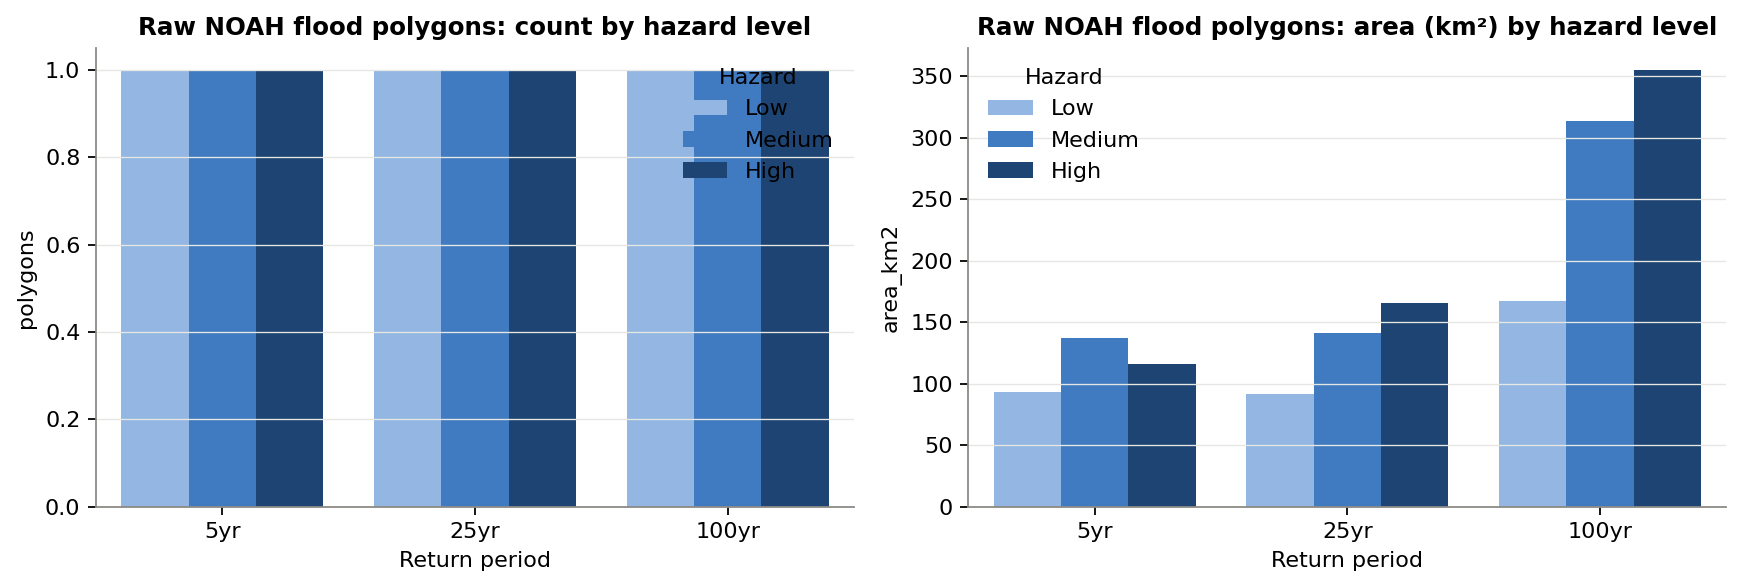 Raw NOAH flood polygons: count by hazard level
1.0
0.8
0.6
0.4
0.2
0.0
polygons
Hazard
Low
Medium
High
5yr
25yr
100yr
Return period
Raw NOAH flood polygons: area (km²) by hazard level
350
300
250
200
150
100
50
0
area_km2
Hazard
Low
Medium
High
5yr
25yr
100yr
Return period